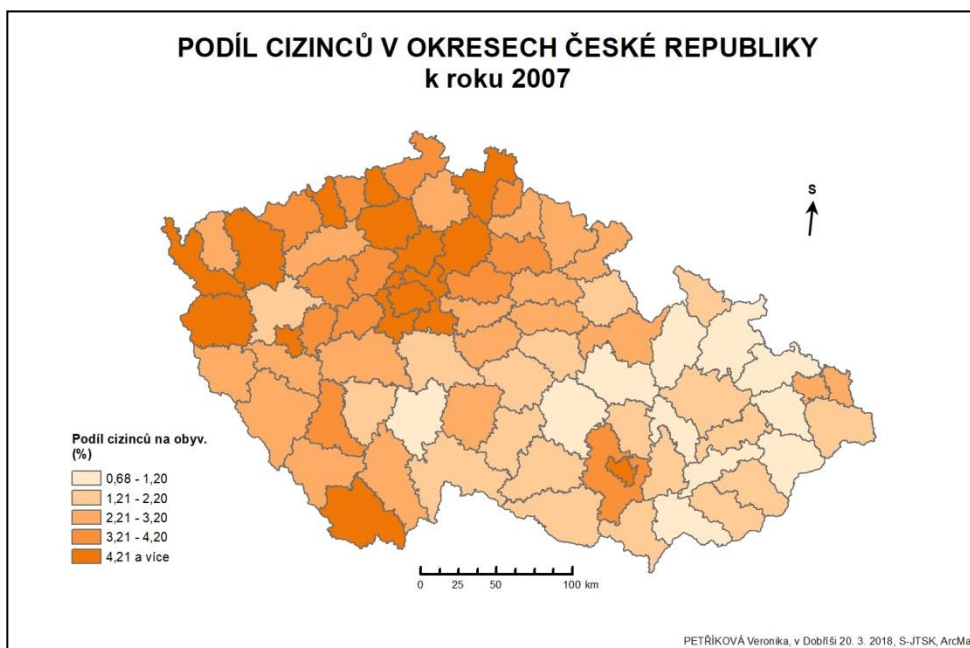 PODÍL CIZINCŮ V OKRESECH ČESKÉ REPUBLIKY
k roku 2007
S
Podíl cizinců na obyv.
(%)
0,68 - 1,20
1,21 - 2,20
2,21 - 3,20
3,21 - 4,20
4,21 a více
0 25 50 100 km
PETŘÍKOVÁ Veronika, v Dobříši 20. 3. 2018, S-JTSK, ArcMa